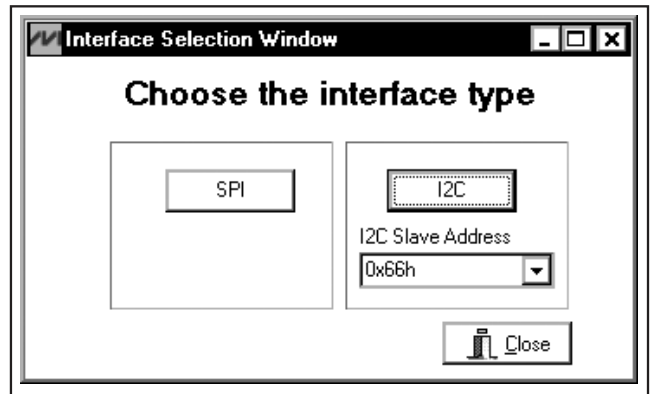 Interface Selection Window
Choose the interface type
SPI
I2C
I2C Slave Address
0x66h
Close